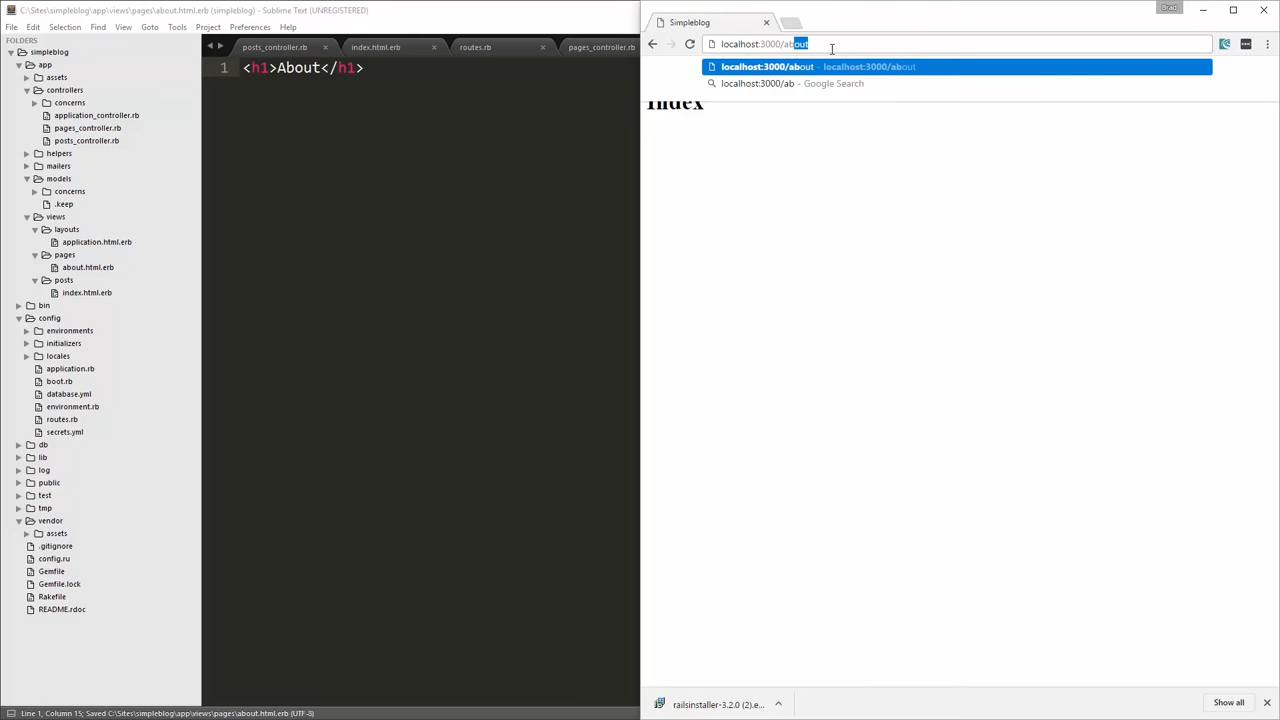 C:\Sites\simpleblog\app\views\pages\about.html.erb (simpleblog) - Sublime Text (UNREGISTERED)
File Edit Selection Find View Goto Tools Project Preferences Help
FOLDERS
simpleblog
app
assets
controllers
concerns
application_controller.rb
pages_controller.rb
posts_controller.rb
helpers
mailers
models
concerns
.keep
views
layouts
application.html.erb
pages
about.html.erb
posts
index.html.erb
bin
config
environments
initializers
locales
application.rb
boot.rb
database.yml
environment.rb
routes.rb
secrets.yml
db
lib
log
public
test
tmp
vendor
assets
.gitignore
config.ru
Gemfile
Gemfile.lock
Rakefile
README.rdoc
posts_controller.rb index.html.erb routes.rb pages_controller.rb
1 <h1>About</h1>
Line 1, Column 15; Saved C:\Sites\simpleblog\app\views\pages\about.html.erb (UTF-8)
Brad
Simpleblog
localhost:3000/about
localhost:3000/about - localhost:3000/about
localhost:3000/ab - Google Search
Index
railsinstaller-3.2.0 (2).e...
Show all